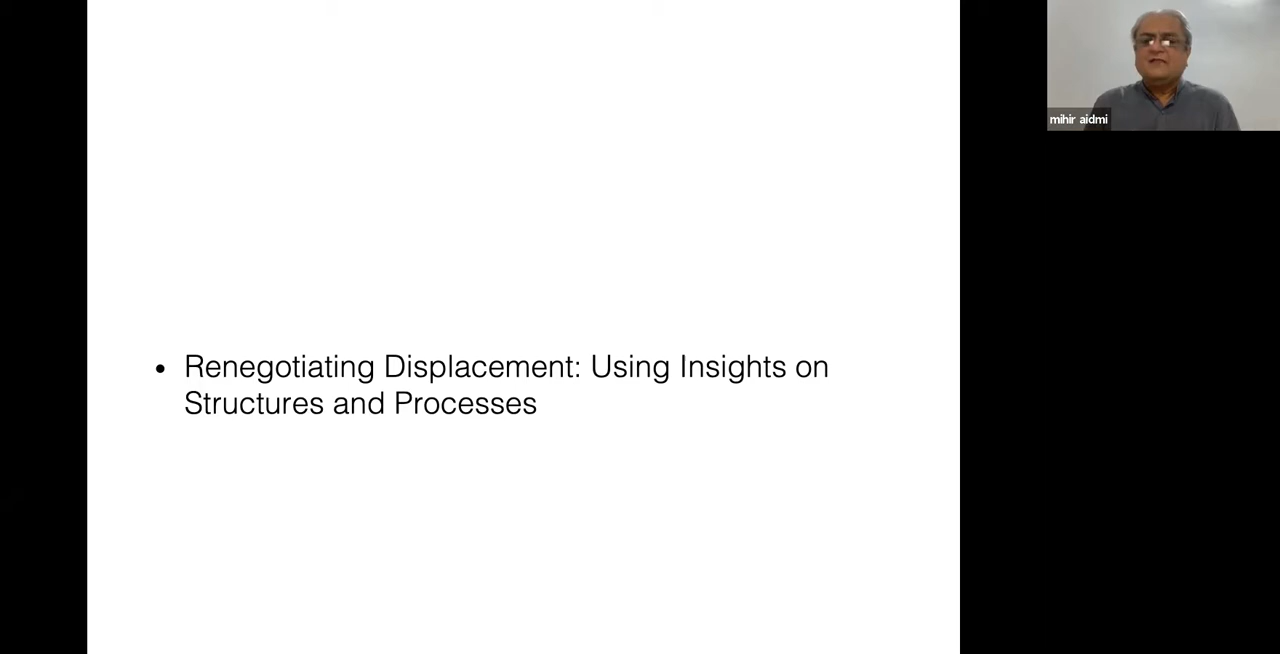 mihir aidmi
• Renegotiating Displacement: Using Insights on
Structures and Processes